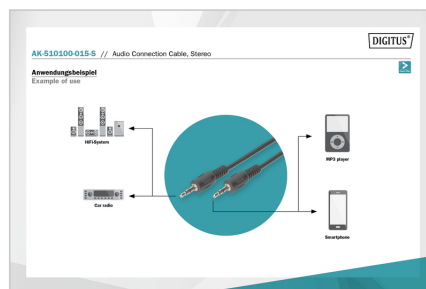 DIGITUS®
AK-510100-015-S // Audio Connection Cable, Stereo
Anwendungsbeispiel
Example of use
HiFi-System
MP3 player
Car radio
Smartphone